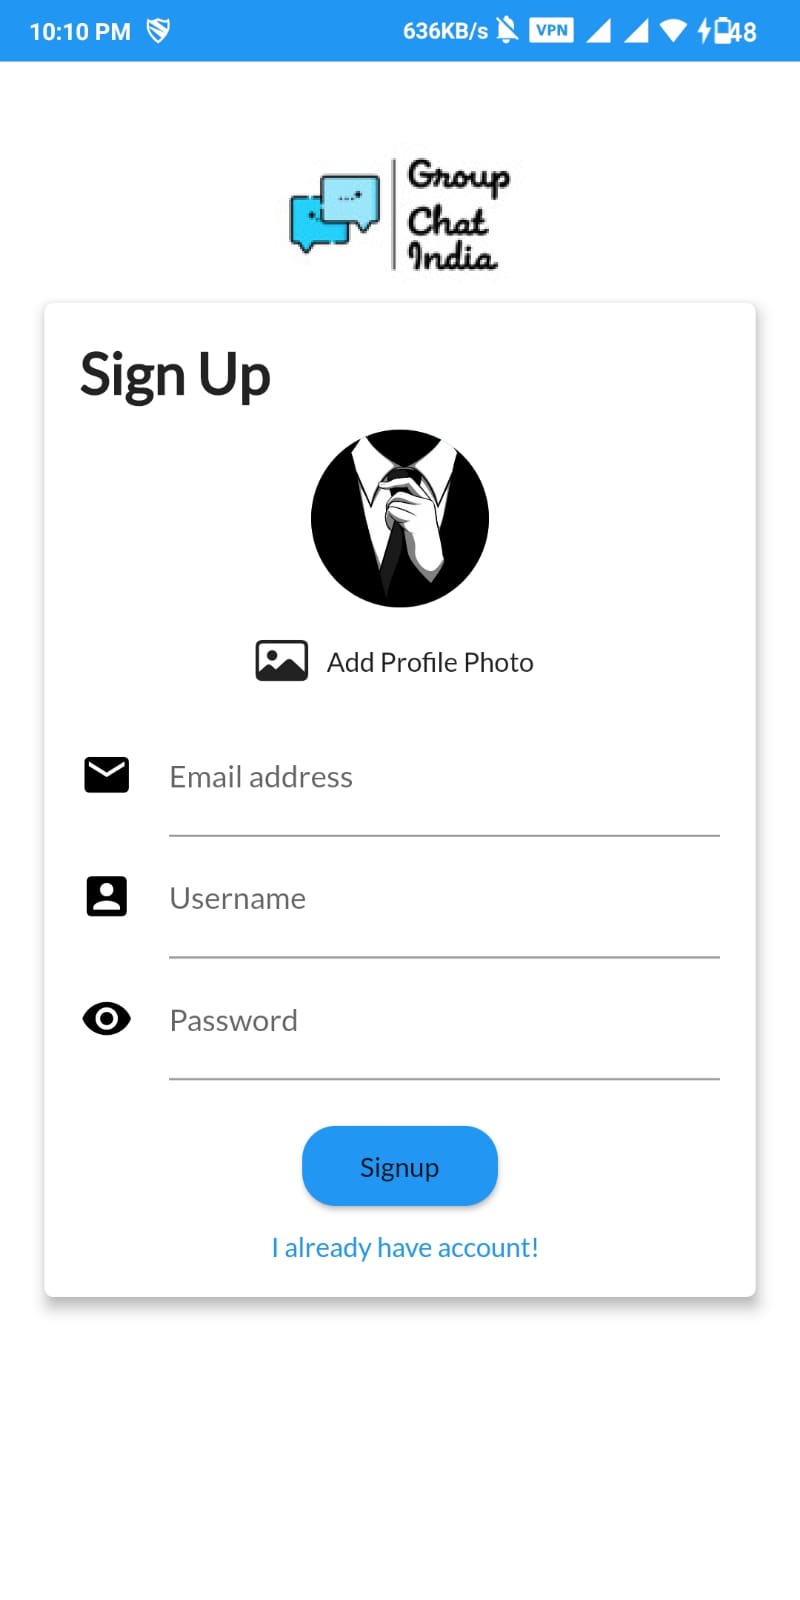 10:10 PM 636KB/s VPN 48
Group
Chat
India
Sign Up
Add Profile Photo
Email address
Username
Password
Signup
I already have account!